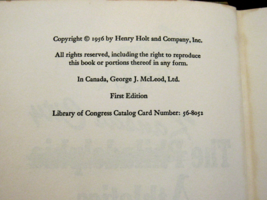 Copyright © 1956 by Henry Holt and Company, Inc.
All rights reserved, including the right to reproduce
this book or portions thereof in any form.
In Canada, George J. McLeod, Ltd.
First Edition
Library of Congress Catalog Card Number: 56-8052